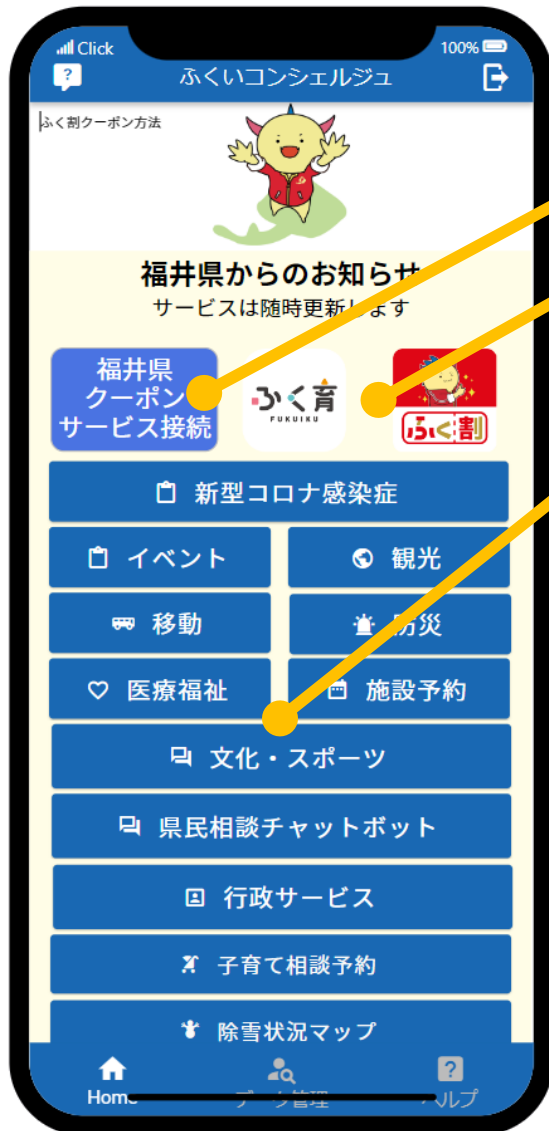 Click
100%
ふくいコンシェルジュ
ふく割クーポン方法
福井県からのお知らせ
サービスは随時更新します
福井県
クーポン
サービス接続
ふく育
FUKUIKU
ふく割
新型コロナ感染症
イベント
観光
移動
防災
医療福祉
施設予約
文化・スポーツ
県民相談チャットボット
行政サービス
子育て相談予約
除雪状況マップ
Home
データ管理
ヘルプ